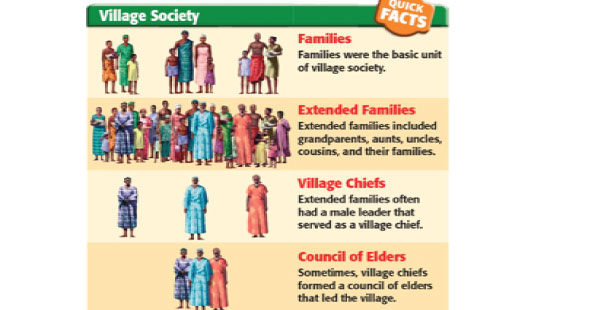 Village Society
QUICK
FACTS
Families
Families were the basic unit
of village society.
Extended Families
Extended families included
grandparents, aunts, uncles,
cousins, and their families.
Village Chiefs
Extended families often
had a male leader that
served as a village chief.
Council of Elders
Sometimes, village chiefs
formed a council of elders
that led the village.